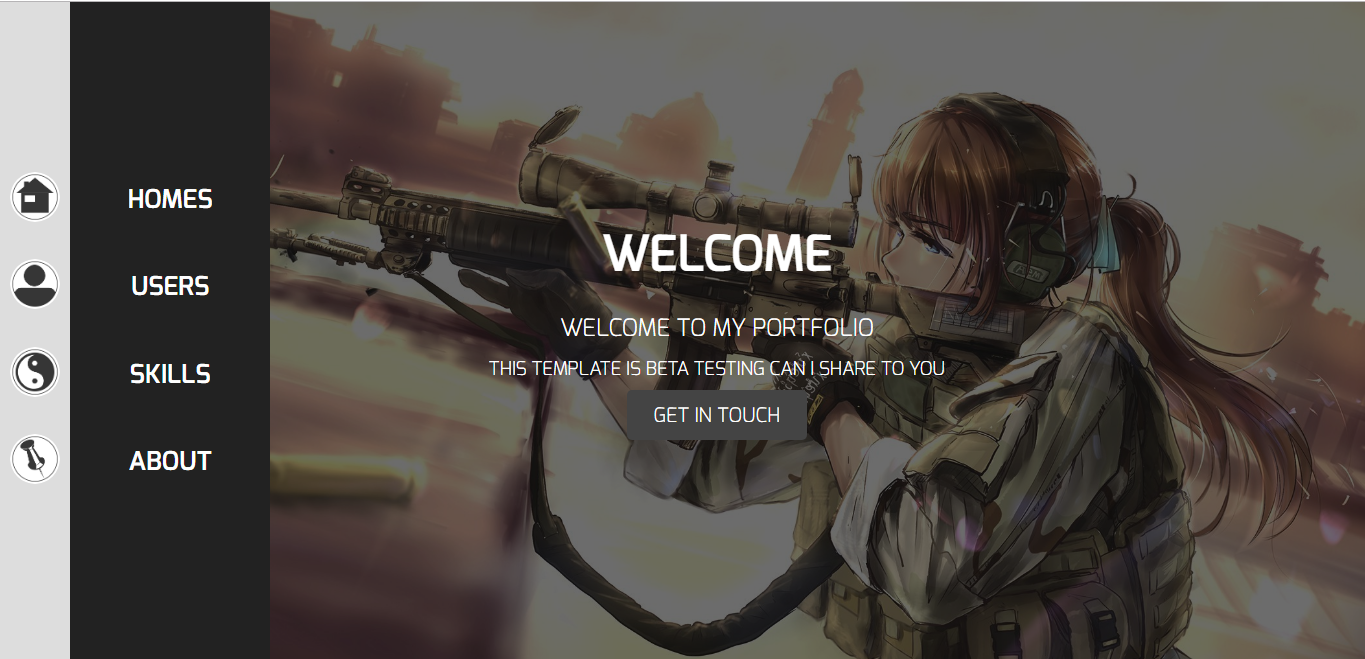 HOMES
USERS
SKILLS
ABOUT
WELCOME
WELCOME TO MY PORTFOLIO
THIS TEMPLATE IS BETA TESTING CAN I SHARE TO YOU
GET IN TOUCH